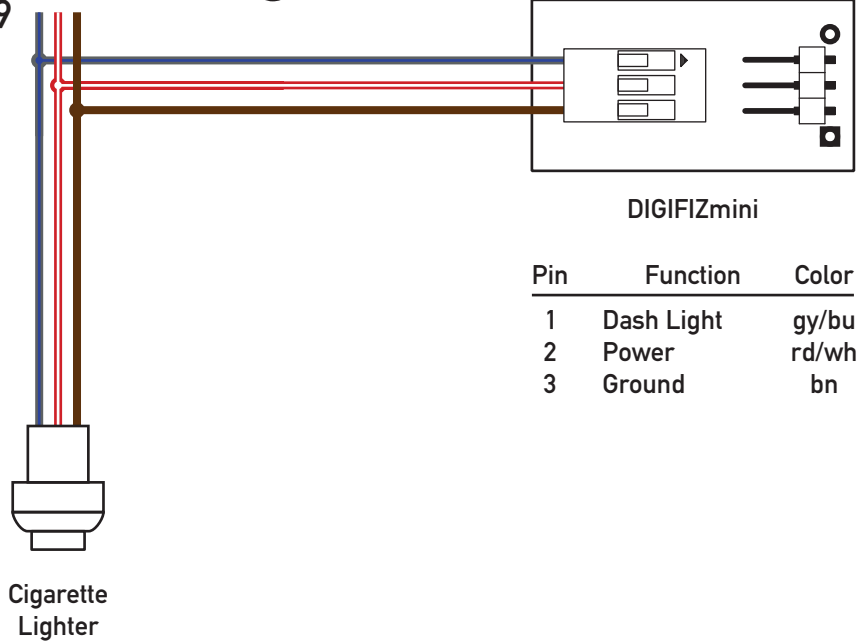 9
DIGIFIZmini
Pin Function Color
1 Dash Light gy/bu
2 Power rd/wh
3 Ground bn
Cigarette
Lighter